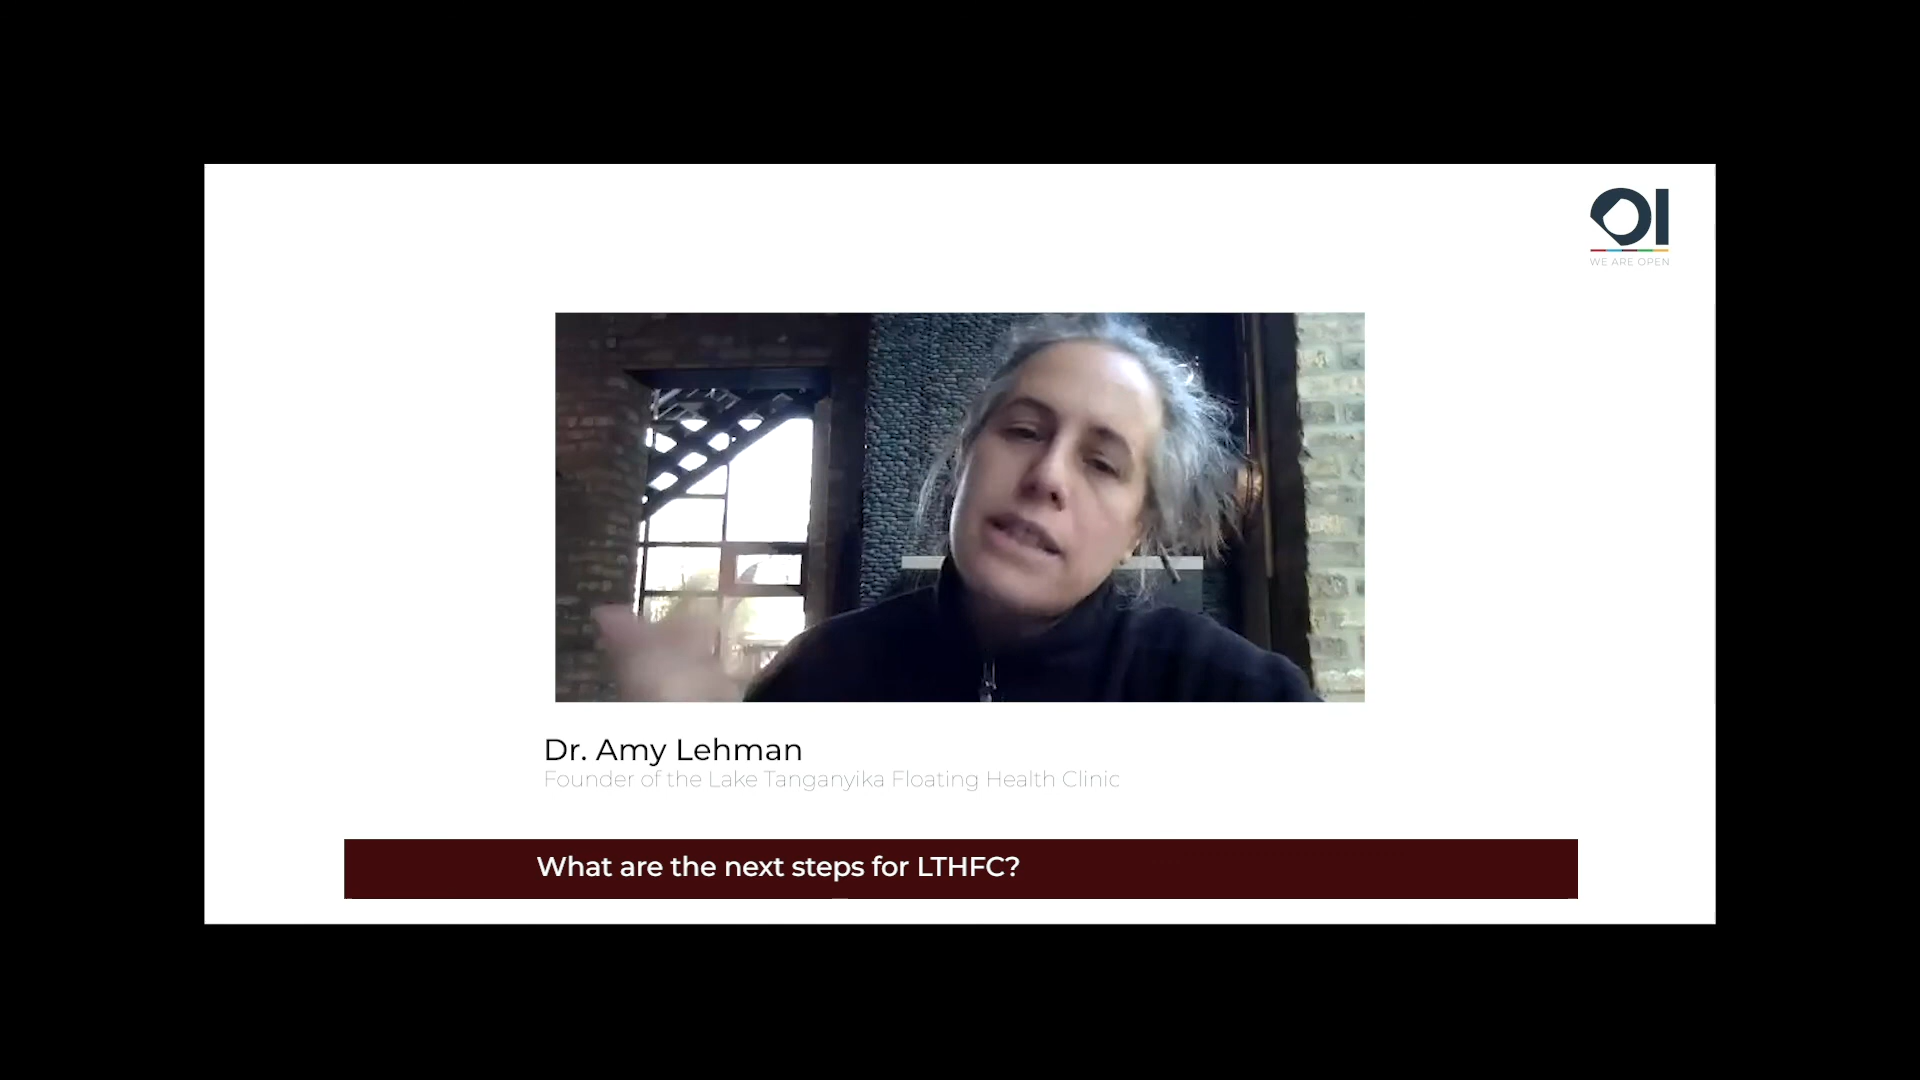 OI
WE ARE OPEN
Dr. Amy Lehman
Founder of the Lake Tanganyika Floating Health Clinic
What are the next steps for LTHFC?